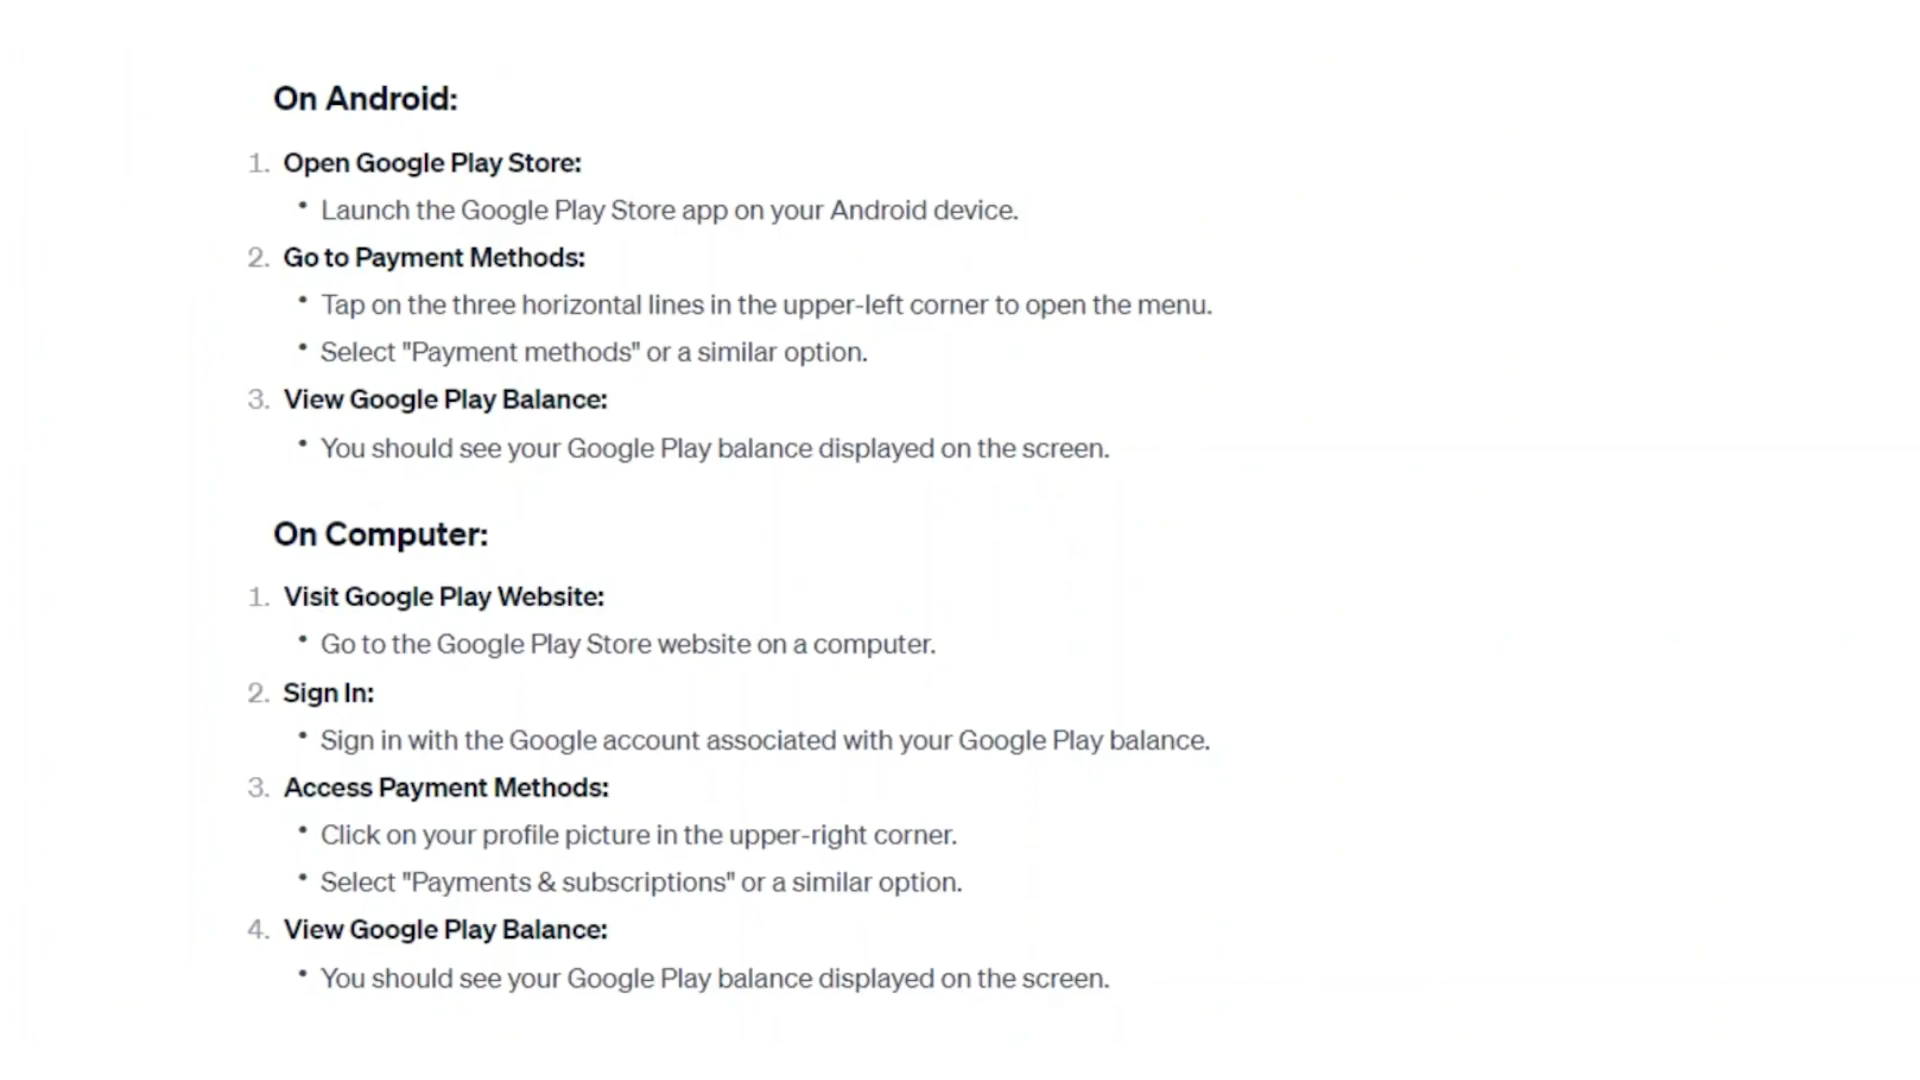 On Android:
1. Open Google Play Store:
• Launch the Google Play Store app on your Android device.
2. Go to Payment Methods:
• Tap on the three horizontal lines in the upper-left corner to open the menu.
• Select "Payment methods" or a similar option.
3. View Google Play Balance:
• You should see your Google Play balance displayed on the screen.
On Computer:
1. Visit Google Play Website:
• Go to the Google Play Store website on a computer.
2. Sign In:
• Sign in with the Google account associated with your Google Play balance.
3. Access Payment Methods:
• Click on your profile picture in the upper-right corner.
• Select "Payments & subscriptions" or a similar option.
4. View Google Play Balance:
• You should see your Google Play balance displayed on the screen.